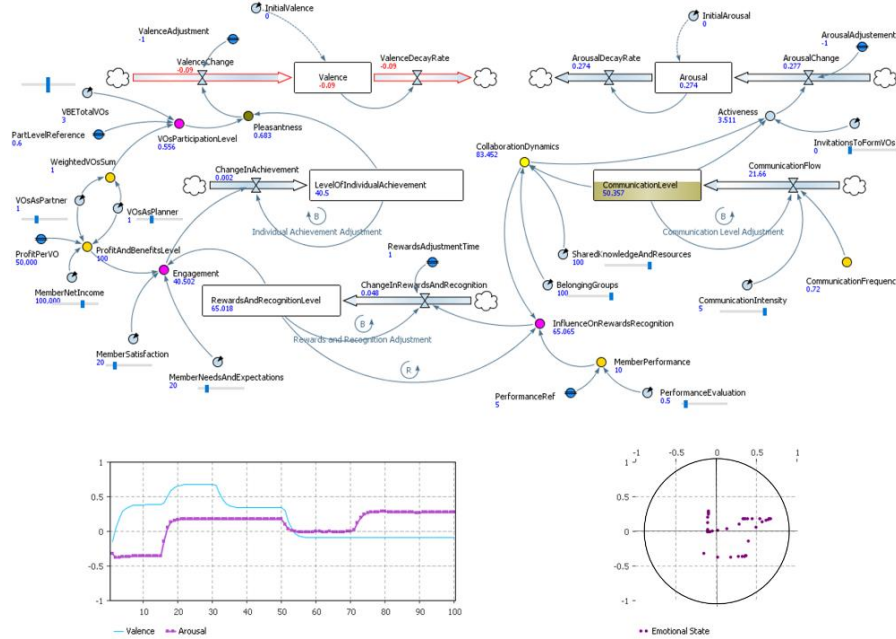 InitialValence
0
ValenceAdjustment
-1
ValenceChange
-0.09
Valence
-0.09
ValenceDecayRate
-0.09
InitialArousal
0
ArousalAdjustement
-1
ArousalDecayRate
0.274
Arousal
0.274
ArousalChange
0.277
VBETotalVOs
3
PartLevelReference
0.6
VOsParticipationLevel
0.556
Pleasantness
0.683
Activeness
3.511
InvitationsToFormVOs
0
WeightedVOsSum
1
CollaborationDynamics
83.452
ChangeInAchievement
0.002
LevelOfIndividualAchievement
40.5
CommunicationLevel
50.357
CommunicationFlow
21.66
VOsAsPartner
1
VOsAsPlanner
1
B
Individual Achievement Adjustment
B
Communication Level Adjustment
ProfitPerVO
50.000
ProfitAndBenefitsLevel
100
RewardsAdjustmentTime
1
SharedKnowledgeAndResources
100
MemberNetIncome
100.000
Engagement
40.502
ChangeInRewardsAndRecognition
0.048
RewardsAndRecognitionLevel
65.018
BelongingGroups
100
CommunicationIntensity
5
CommunicationFrequenc
0.72
B
Rewards and Recognition Adjustment
InfluenceOnRewardsRecognition
65.065
MemberSatisfaction
20
R
MemberNeedsAndExpectations
20
MemberPerformance
10
PerformanceRef
5
PerformanceEvaluation
0.5
1
0.5
0
-0.5
-1
10 20 30 40 50 60 70 80 90 100
Valence Arousal
-1 0 0.5 1
1
0.5
0
-0.5
-1
Emotional State